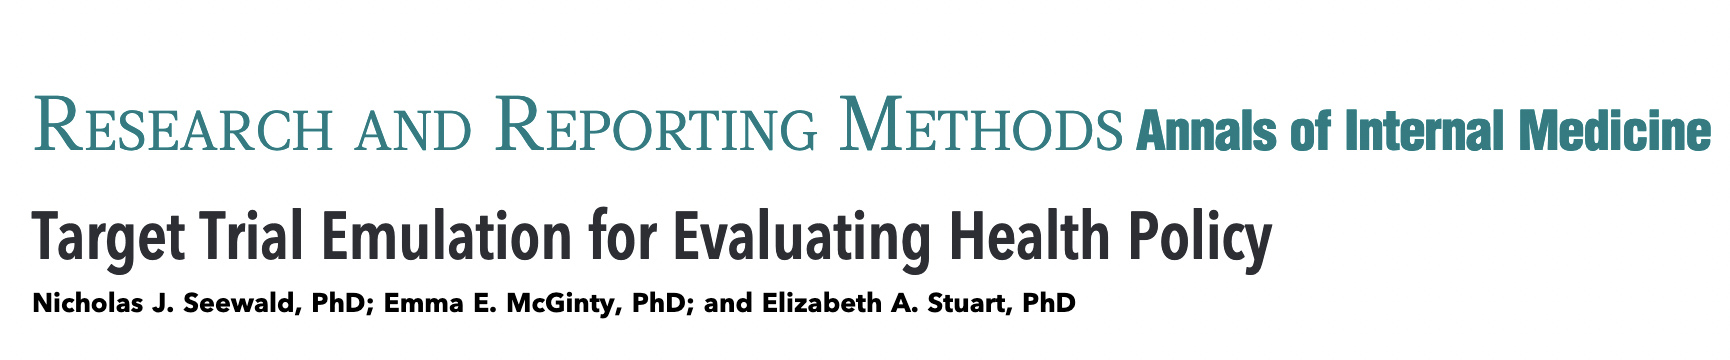 RESEARCH AND REPORTING METHODS Annals of Internal Medicine
Target Trial Emulation for Evaluating Health Policy
Nicholas J. Seewald, PhD; Emma E. McGinty, PhD; and Elizabeth A. Stuart, PhD